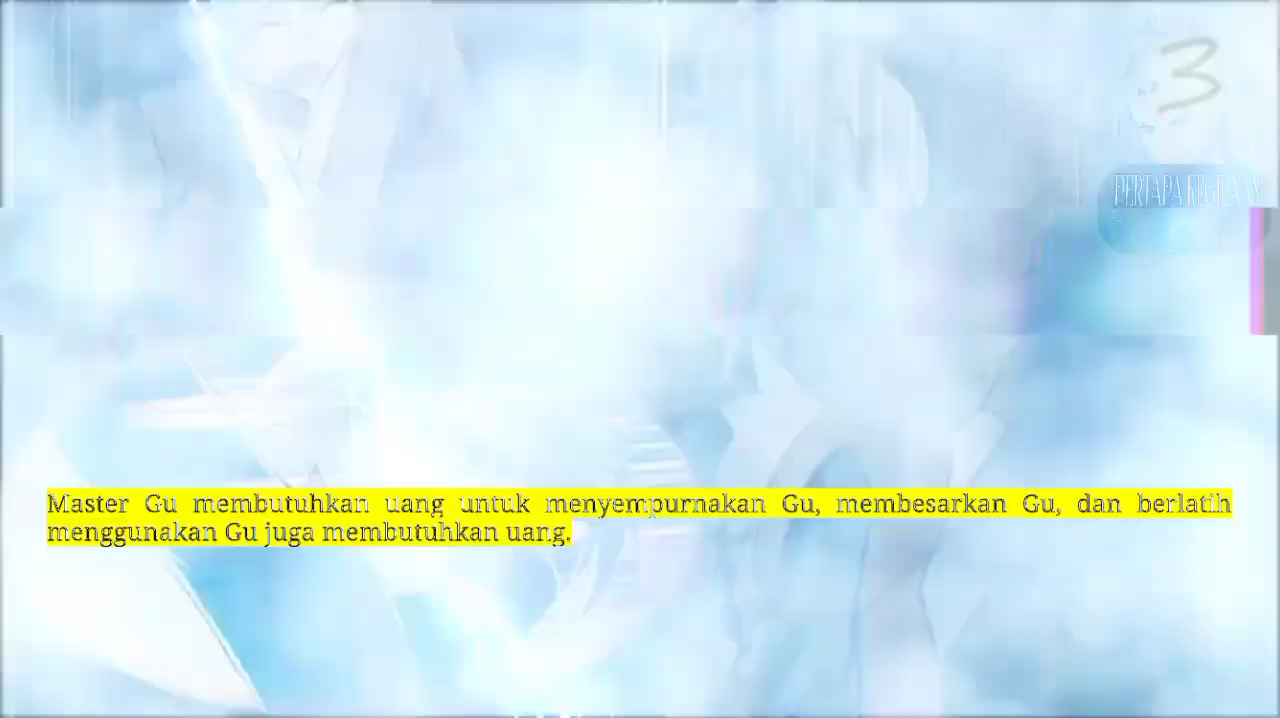 3
PERTAPA KEGILAAN
Master Gu membutuhkan uang untuk menyempurnakan Gu, membesarkan Gu, dan berlatih
menggunakan Gu juga membutuhkan uang.